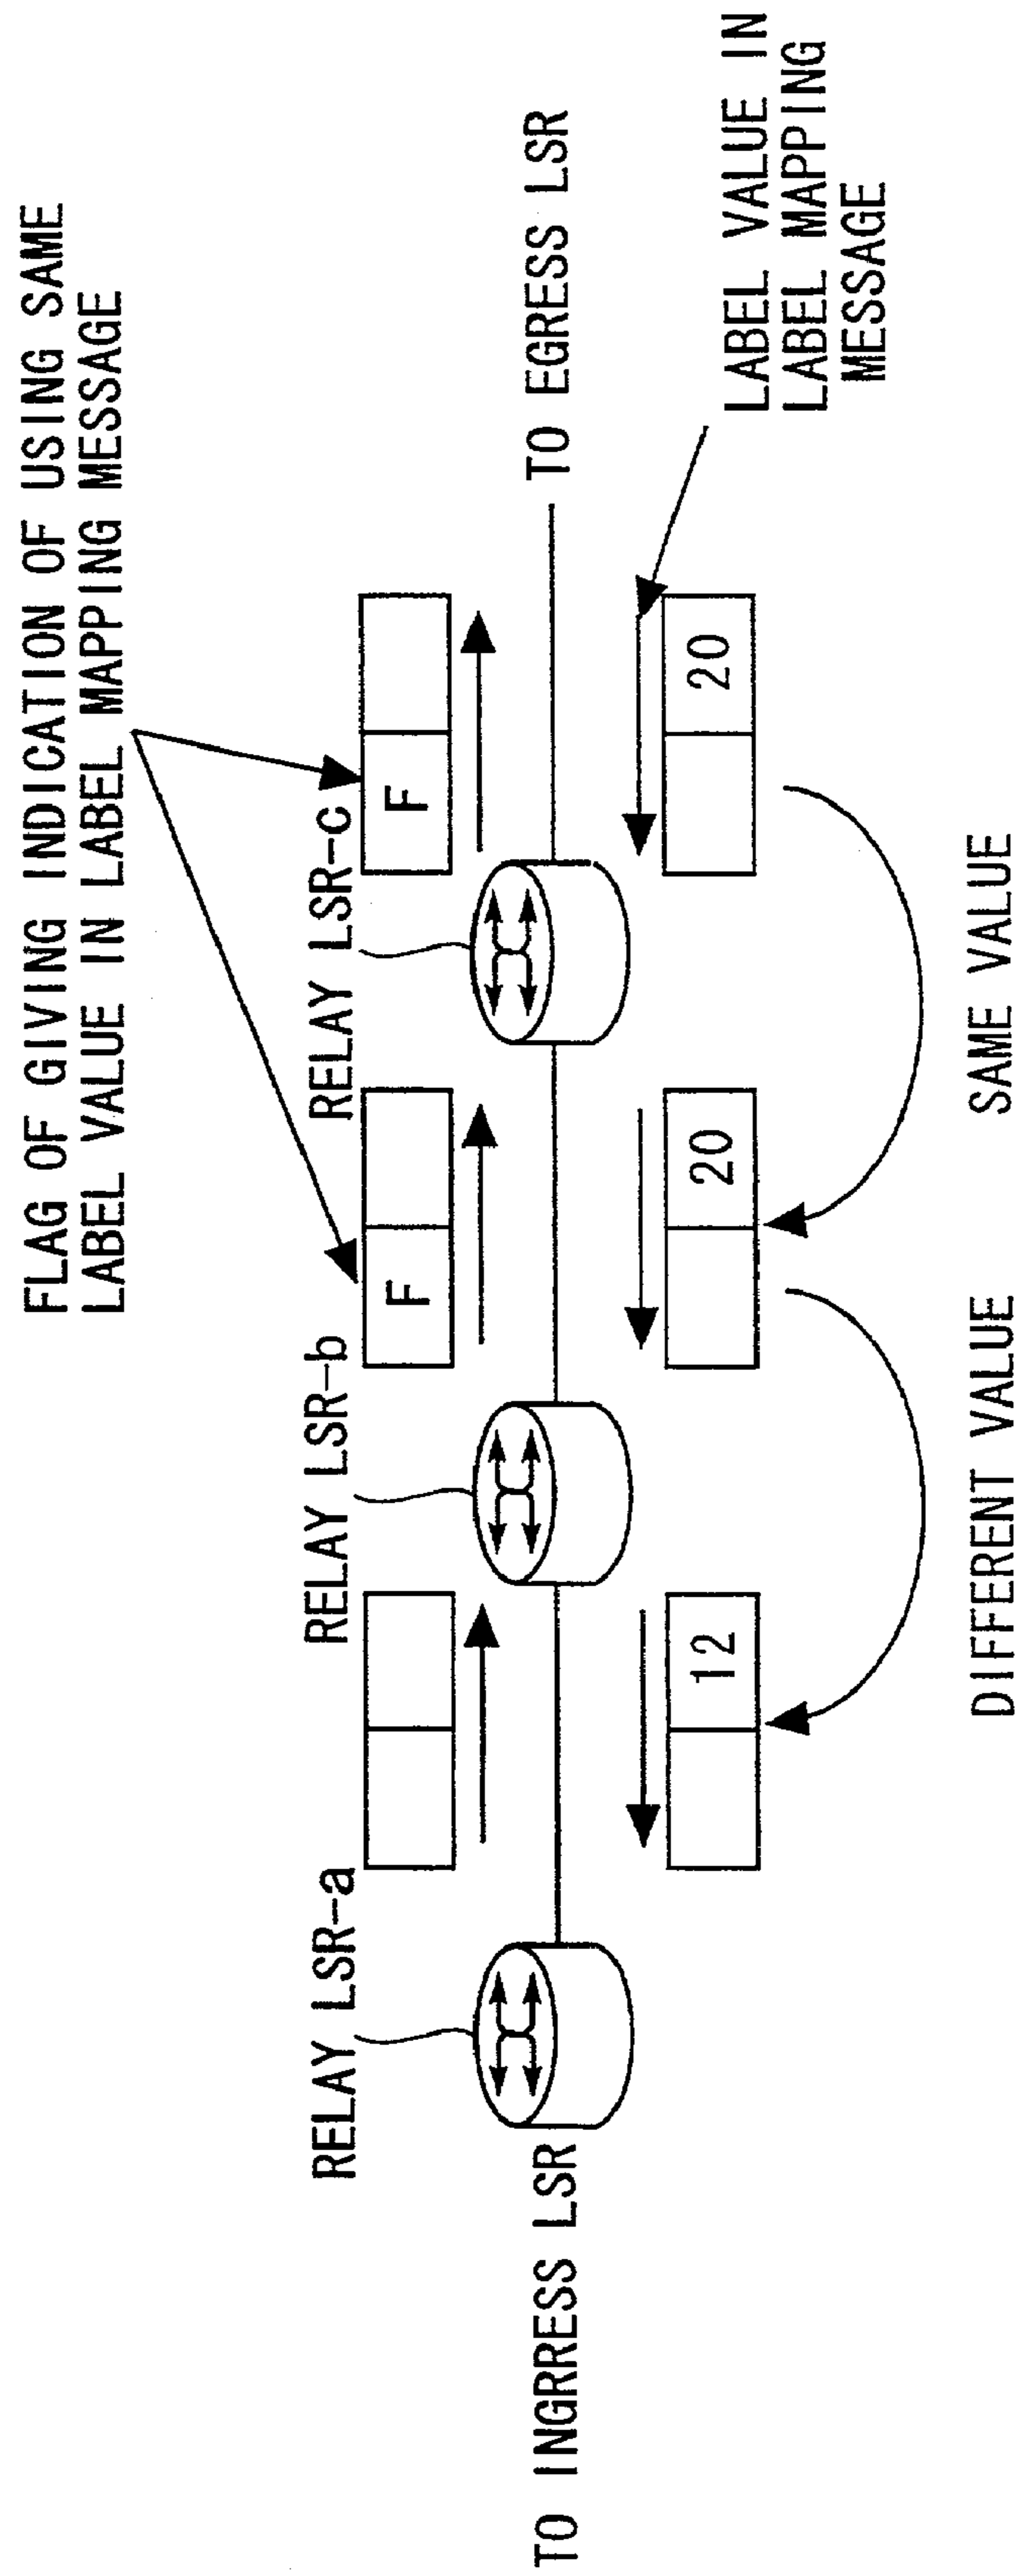 FLAG OF GIVING INDICATION OF USING SAME
LABEL VALUE IN LABEL MAPPING MESSAGE
RELAY LSR-a
RELAY LSR-b
RELAY LSR-c
F
F
TO INGRRESS LSR
TO EGRESS LSR
12
20
20
LABEL VALUE IN
LABEL MAPPING
MESSAGE
DIFFERENT VALUE
SAME VALUE